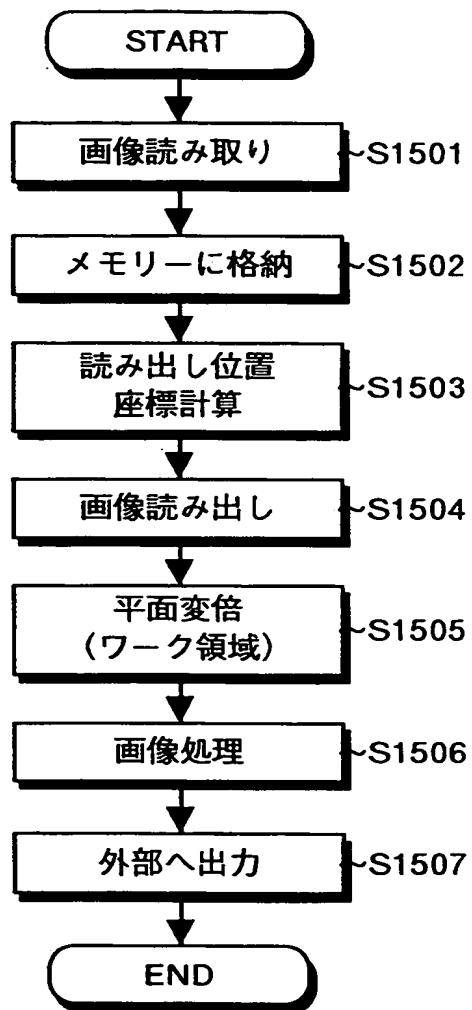 START
画像読み取り ~S1501
メモリーに格納 ~S1502
読み出し位置
座標計算 ~S1503
画像読み出し ~S1504
平面変倍
(ワーク領域) ~S1505
画像処理 ~S1506
外部へ出力 ~S1507
END